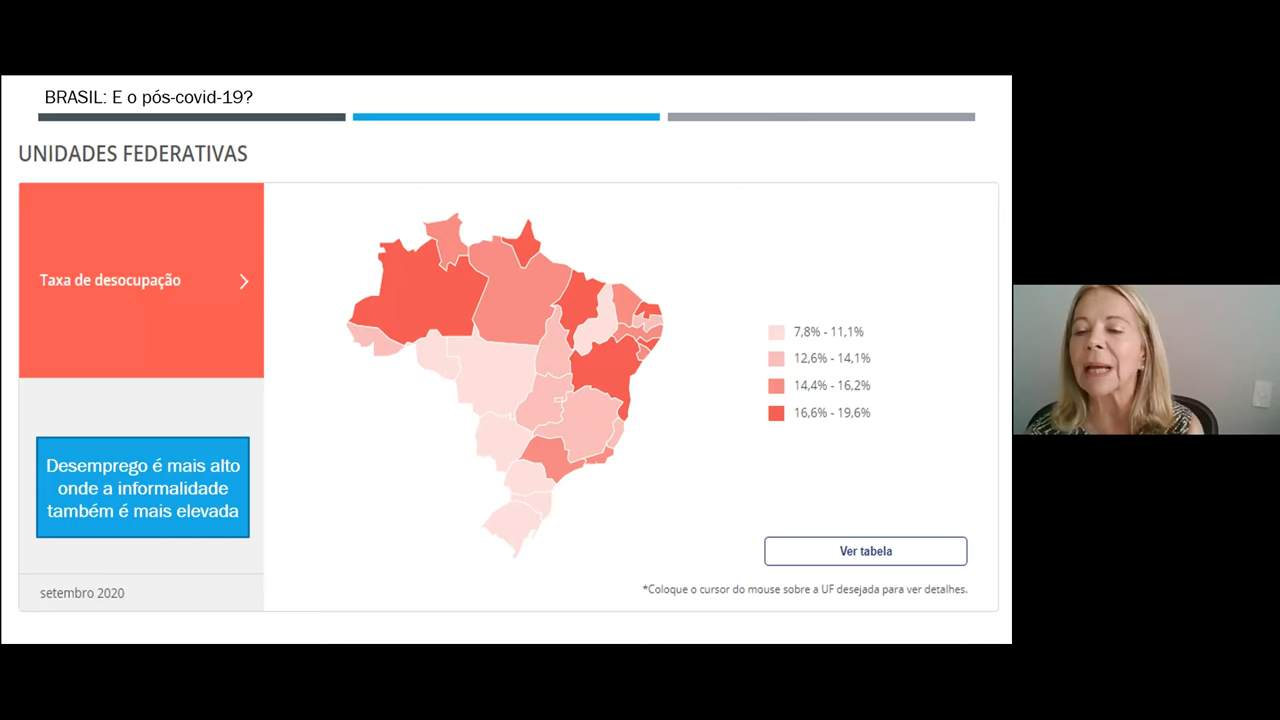 BRASIL: E o pós-covid-19?
UNIDADES FEDERATIVAS
Taxa de desocupação
Desemprego é mais alto
onde a informalidade
também é mais elevada
setembro 2020
7,8% - 11,1%
12,6% - 14,1%
14,4% - 16,2%
16,6% - 19,6%
Ver tabela
*Coloque o cursor do mouse sobre a UF desejada para ver detalhes.